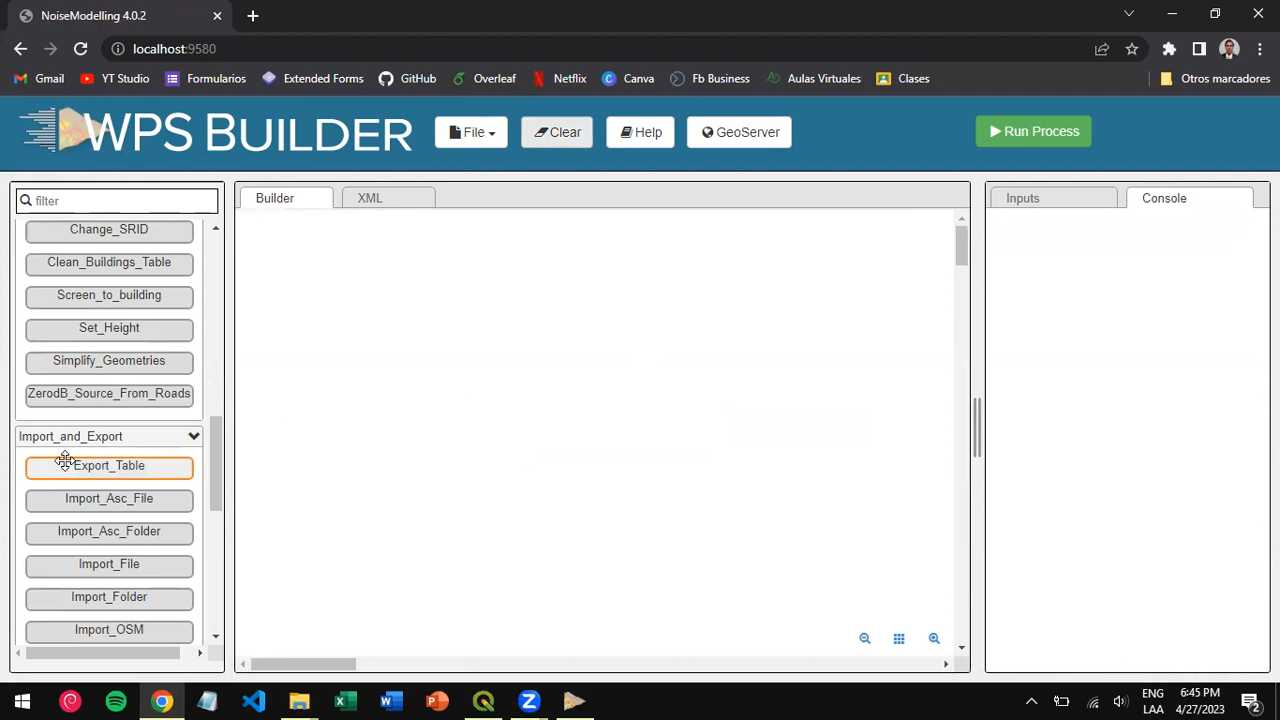 NoiseModelling 4.0.2
localhost:9580
Gmail
YT Studio
Formularios
Extended Forms
GitHub
Overleaf
Netflix
Canva
Fb Business
Aulas Virtuales
Clases
Otros marcadores
WPS BUILDER
File
Clear
Help
GeoServer
Run Process
filter
Builder
XML
Inputs
Console
Change_SRID
Clean_Buildings_Table
Screen_to_building
Set_Height
Simplify_Geometries
ZerodB_Source_From_Roads
Import_and_Export
Export_Table
Import_Asc_File
Import_Asc_Folder
Import_File
Import_Folder
Import_OSM
ENG
LAA
6:45 PM
4/27/2023
2